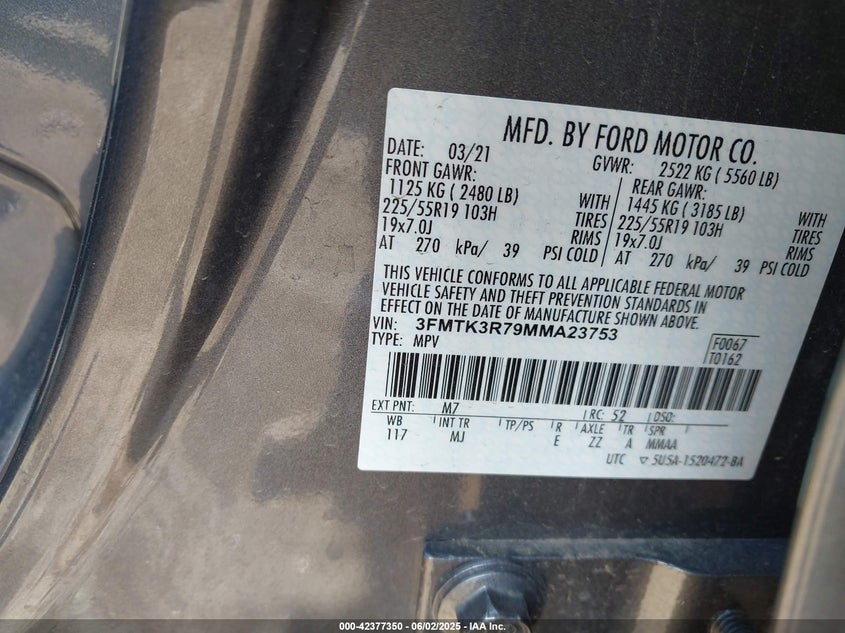 MFD. BY FORD MOTOR CO.
DATE: 03/21 GVWR: 2522 KG ( 5560 LB)
FRONT GAWR: REAR GAWR:
1125 KG ( 2480 LB) WITH 1445 KG ( 3185 LB) WITH
225/55R19 103H TIRES 225/55R19 103H TIRES
19x7.0J RIMS 19x7.0J RIMS
AT 270 kPa/ 39 PSI COLD AT 270 kPa/ 39 PSI COLD
THIS VEHICLE CONFORMS TO ALL APPLICABLE FEDERAL MOTOR
VEHICLE SAFETY AND THEFT PREVENTION STANDARDS IN
EFFECT ON THE DATE OF MANUFACTURE SHOWN ABOVE.
VIN: 3FMTK3R79MMA23753
TYPE: MPV
F0067
T0162
EXT PNT: M7 RC: 52 DSO:
WB INT TR TP/PS R AXLE TR SPR
117 MJ E ZZ A MMAA
UTC ▽ 5U5A-1520472-BA
000-42377350 - 06/02/2025 - IAA Inc.